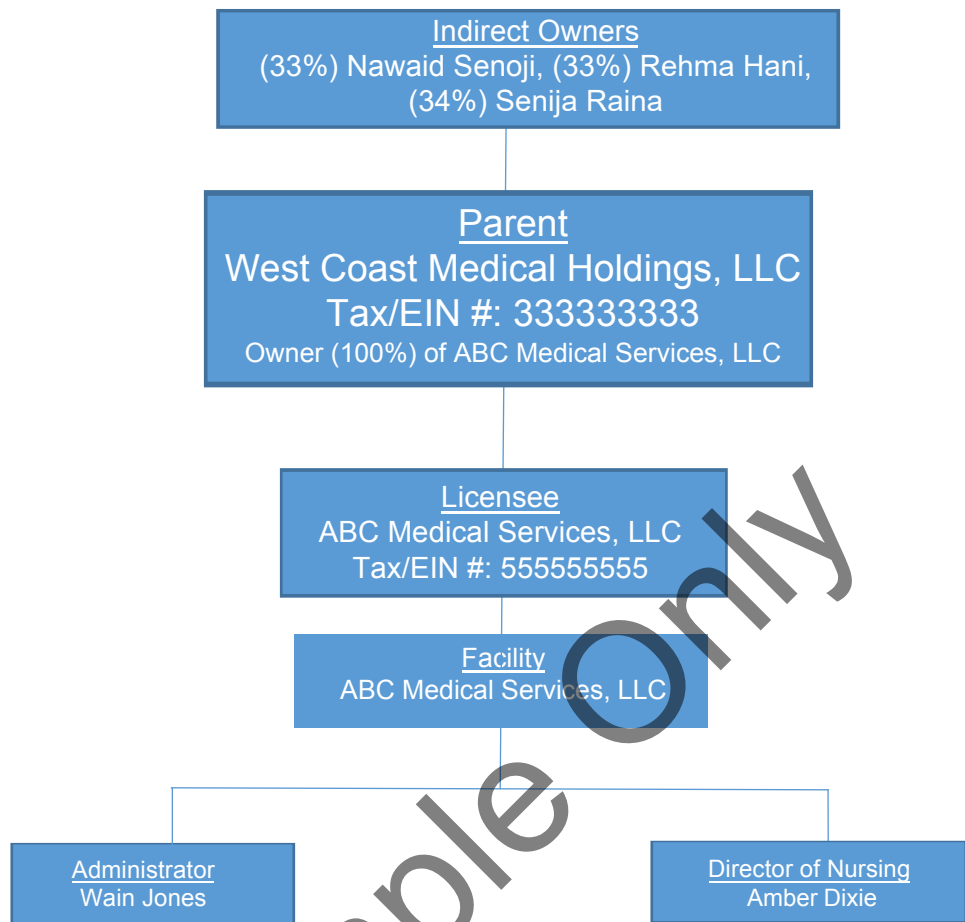 Indirect Owners
(33%) Nawaid Senoji, (33%) Rehma Hani,
(34%) Senija Raina
Parent
West Coast Medical Holdings, LLC
Tax/EIN #: 333333333
Owner (100%) of ABC Medical Services, LLC
Licensee
ABC Medical Services, LLC
Tax/EIN #: 555555555
Facility
ABC Medical Services, LLC
Administrator
Wain Jones
Director of Nursing
Amber Dixie
Only